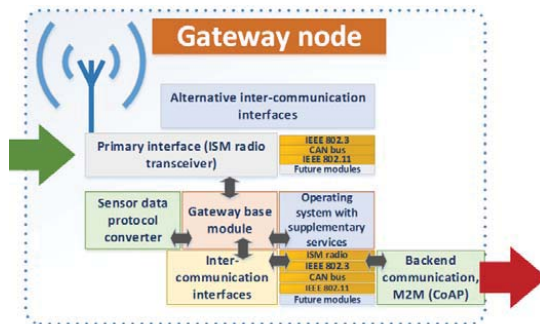 Gateway node
Alternative inter-communication
interfaces
Primary interface (ISM radio
transceiver)
IEEE 802.3
CAN bus
IEEE 802.11
Future modules
Sensor data
protocol
converter
Gateway base
module
Operating
system with
supplementary
services
Inter-
communication
interfaces
ISM radio
IEEE 802.3
CAN bus
IEEE 802.11
Future modules
Backend
communication,
M2M (CoAP)